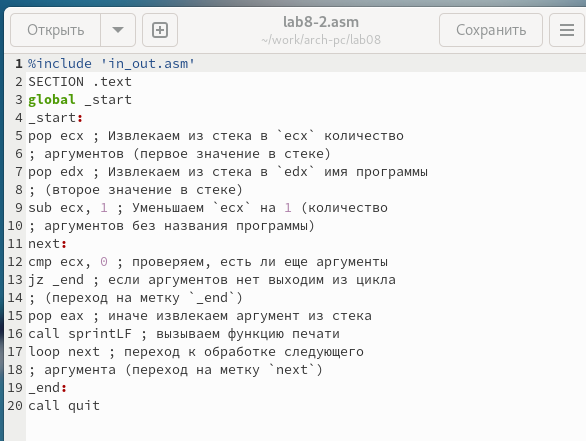 Открыть
lab8-2.asm
~/work/arch-pc/lab08
Сохранить
1 %include 'in_out.asm'
2 SECTION .text
3 global _start
4 _start:
5 pop ecx ; Извлекаем из стека в `ecx` количество
6 ; аргументов (первое значение в стеке)
7 pop edx ; Извлекаем из стека в `edx` имя программы
8 ; (второе значение в стеке)
9 sub ecx, 1 ; Уменьшаем `ecx` на 1 (количество
10 ; аргументов без названия программы)
11 next:
12 cmp ecx, 0 ; проверяем, есть ли еще аргументы
13 jz _end ; если аргументов нет выходим из цикла
14 ; (переход на метку `_end`)
15 pop eax ; иначе извлекаем аргумент из стека
16 call sprintLF ; вызываем функцию печати
17 loop next ; переход к обработке следующего
18 ; аргумента (переход на метку `next`)
19 _end:
20 call quit